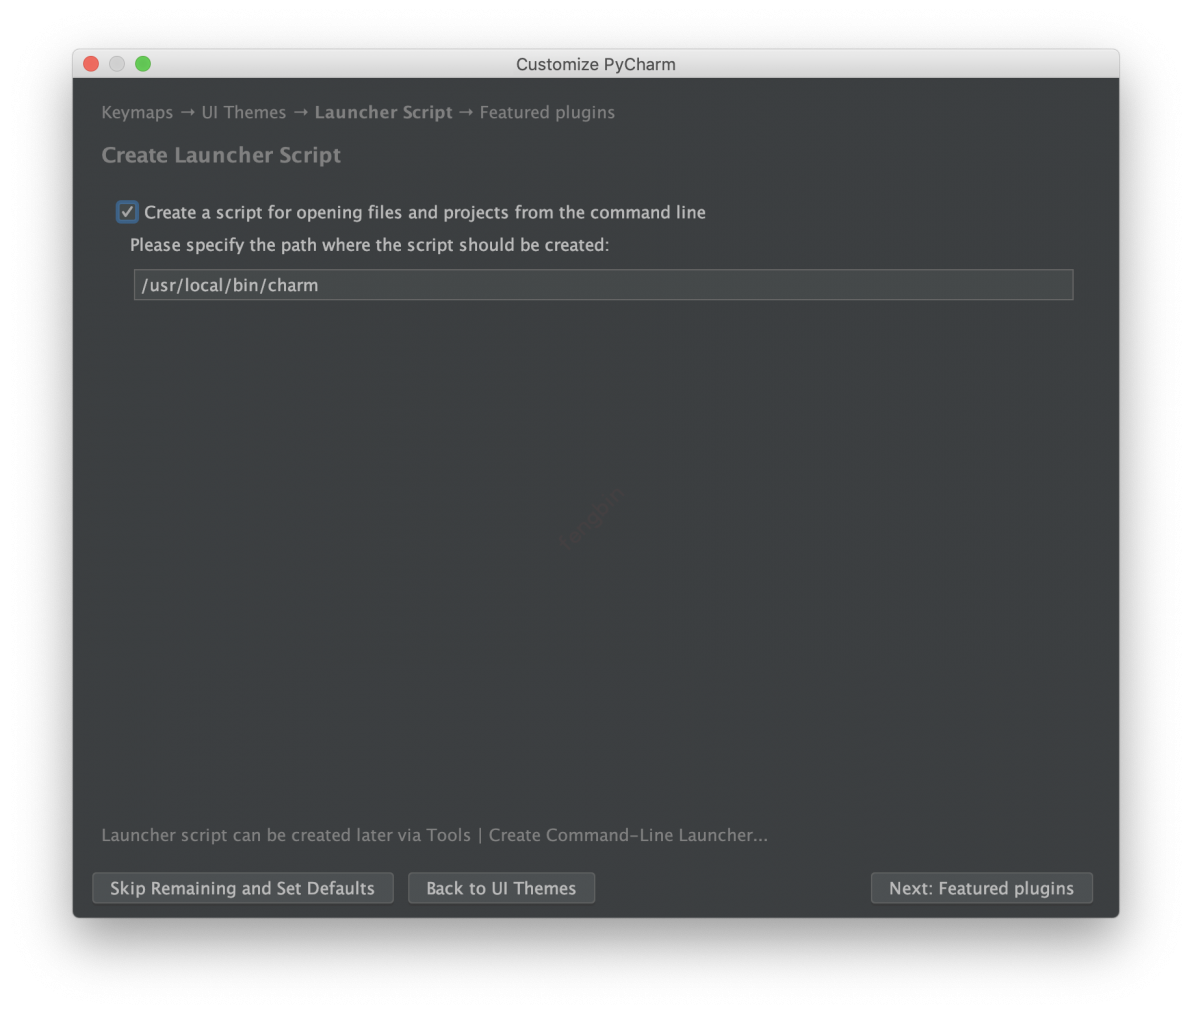 Customize PyCharm
Keymaps → UI Themes → Launcher Script → Featured plugins
Create Launcher Script
Create a script for opening files and projects from the command line
Please specify the path where the script should be created:
/usr/local/bin/charm
Launcher script can be created later via Tools | Create Command-Line Launcher...
Skip Remaining and Set Defaults
Back to UI Themes
Next: Featured plugins